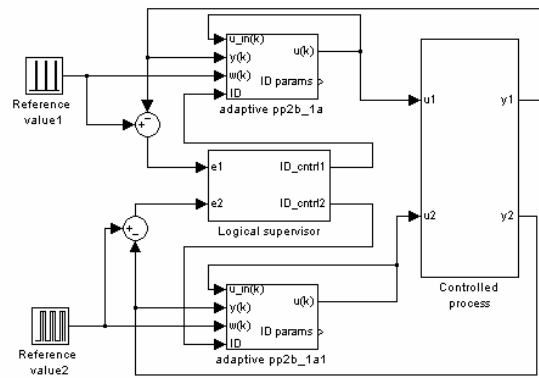 u_in(k)
y(k)
w(k)
ID
u(k)
ID params
adaptive pp2b_1a
Reference
value1
e1
e2
ID_cntrl1
ID_cntrl2
Logical supervisor
u1
u2
y1
y2
Controlled
process
u_in(k)
y(k)
w(k)
ID
u(k)
ID params
adaptive pp2b_1a1
Reference
value2